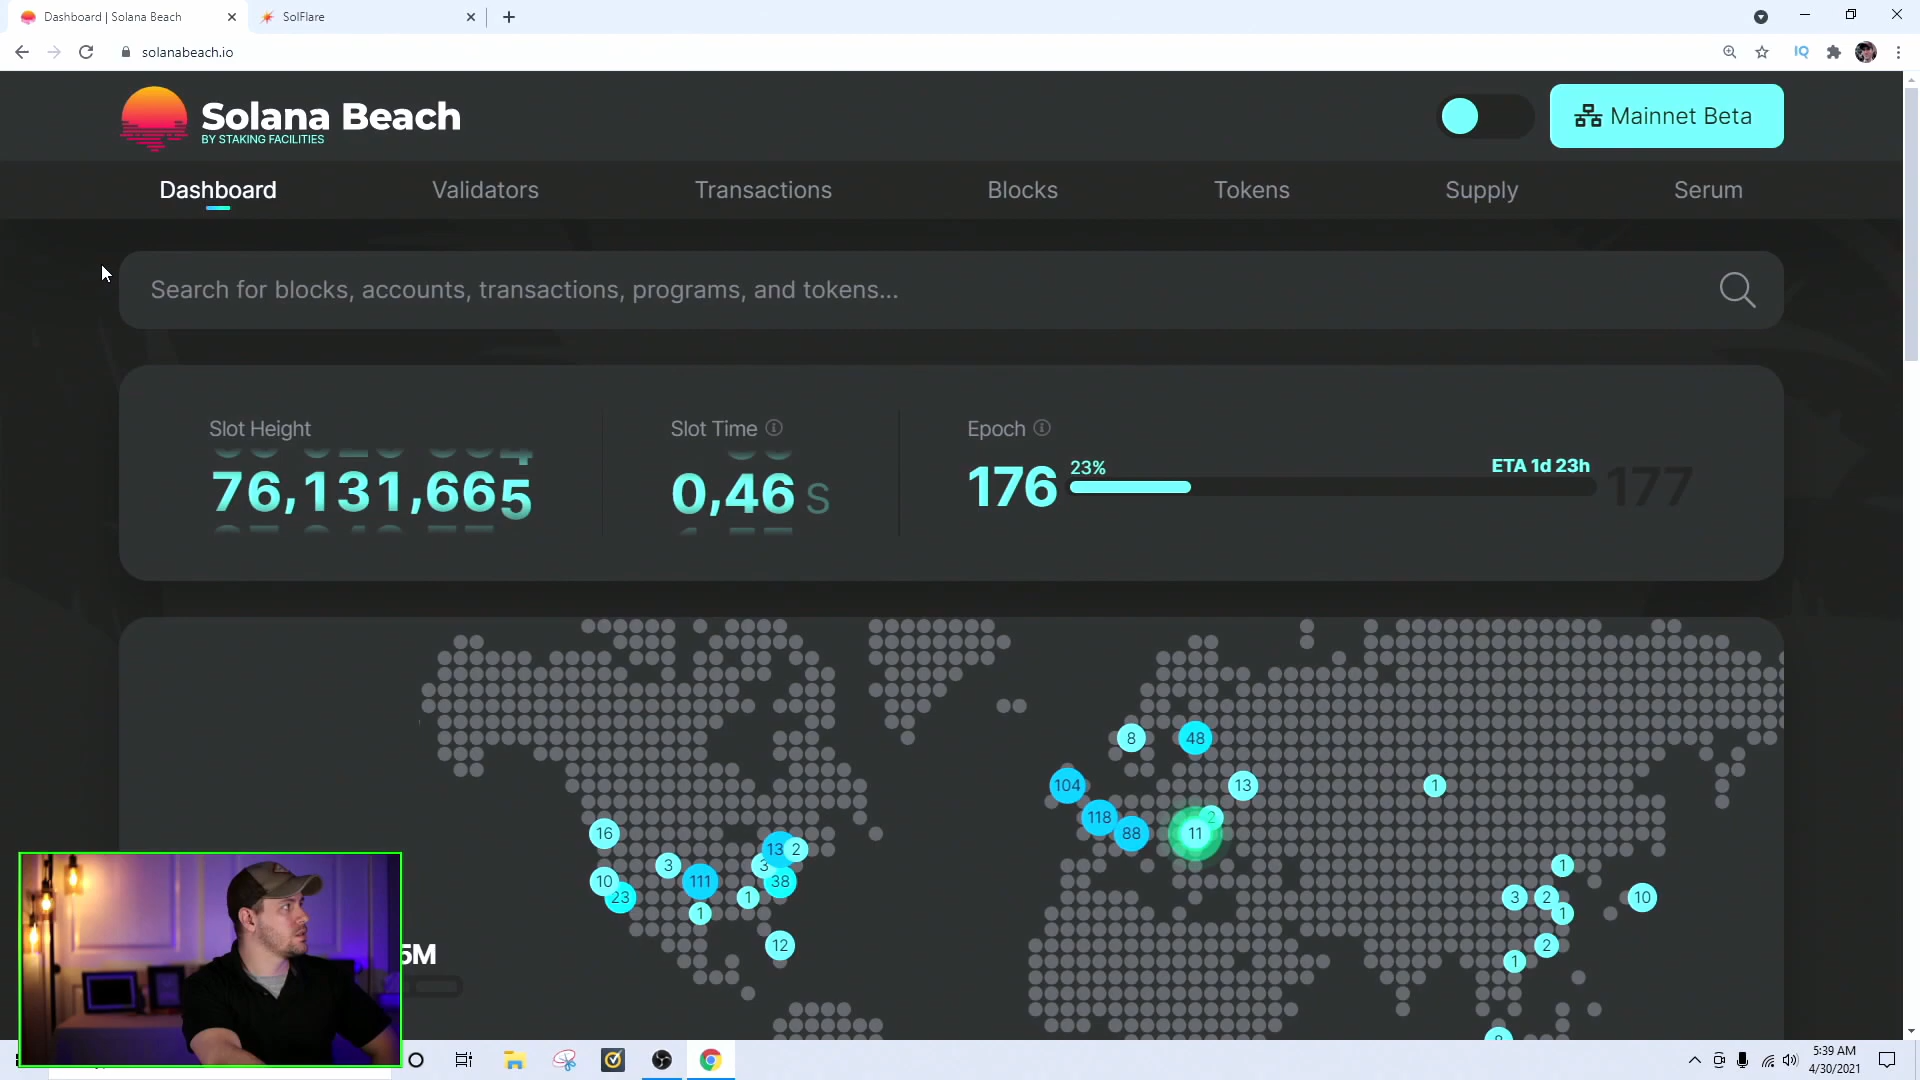 Dashboard | Solana Beach
SolFlare
solanabeach.io
IQ
Solana Beach
BY STAKING FACILITIES
Mainnet Beta
Dashboard
Validators
Transactions
Blocks
Tokens
Supply
Serum
Search for blocks, accounts, transactions, programs, and tokens...
Slot Height
Slot Time
Epoch
76,131,665
0,46 S
176
23%
ETA 1d 23h
177
8
48
104
13
1
118
2
88
11
16
13
2
3
3
1
10
111
38
23
1
3
2
10
1
1
12
2
1
5M
5:39 AM
4/30/2021